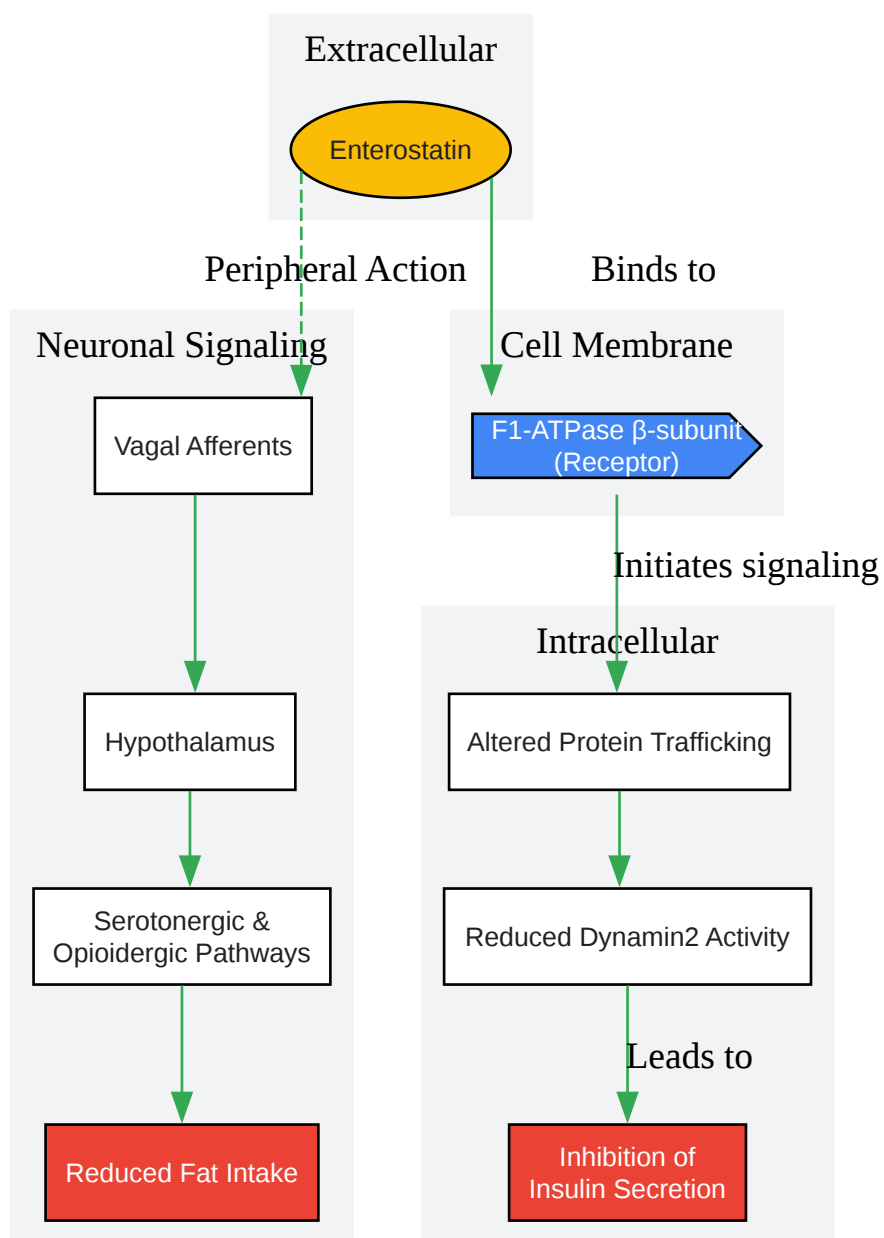 Extracellular
Enterostatin
Peripheral Action
Binds to
Neuronal Signaling
Cell Membrane
Vagal Afferents
F1-ATPase β-subunit
(Receptor)
Initiates signaling
Intracellular
Hypothalamus
Altered Protein Trafficking
Serotonergic &
Opioidergic Pathways
Reduced Dynamin2 Activity
Leads to
Reduced Fat Intake
Inhibition of
Insulin Secretion